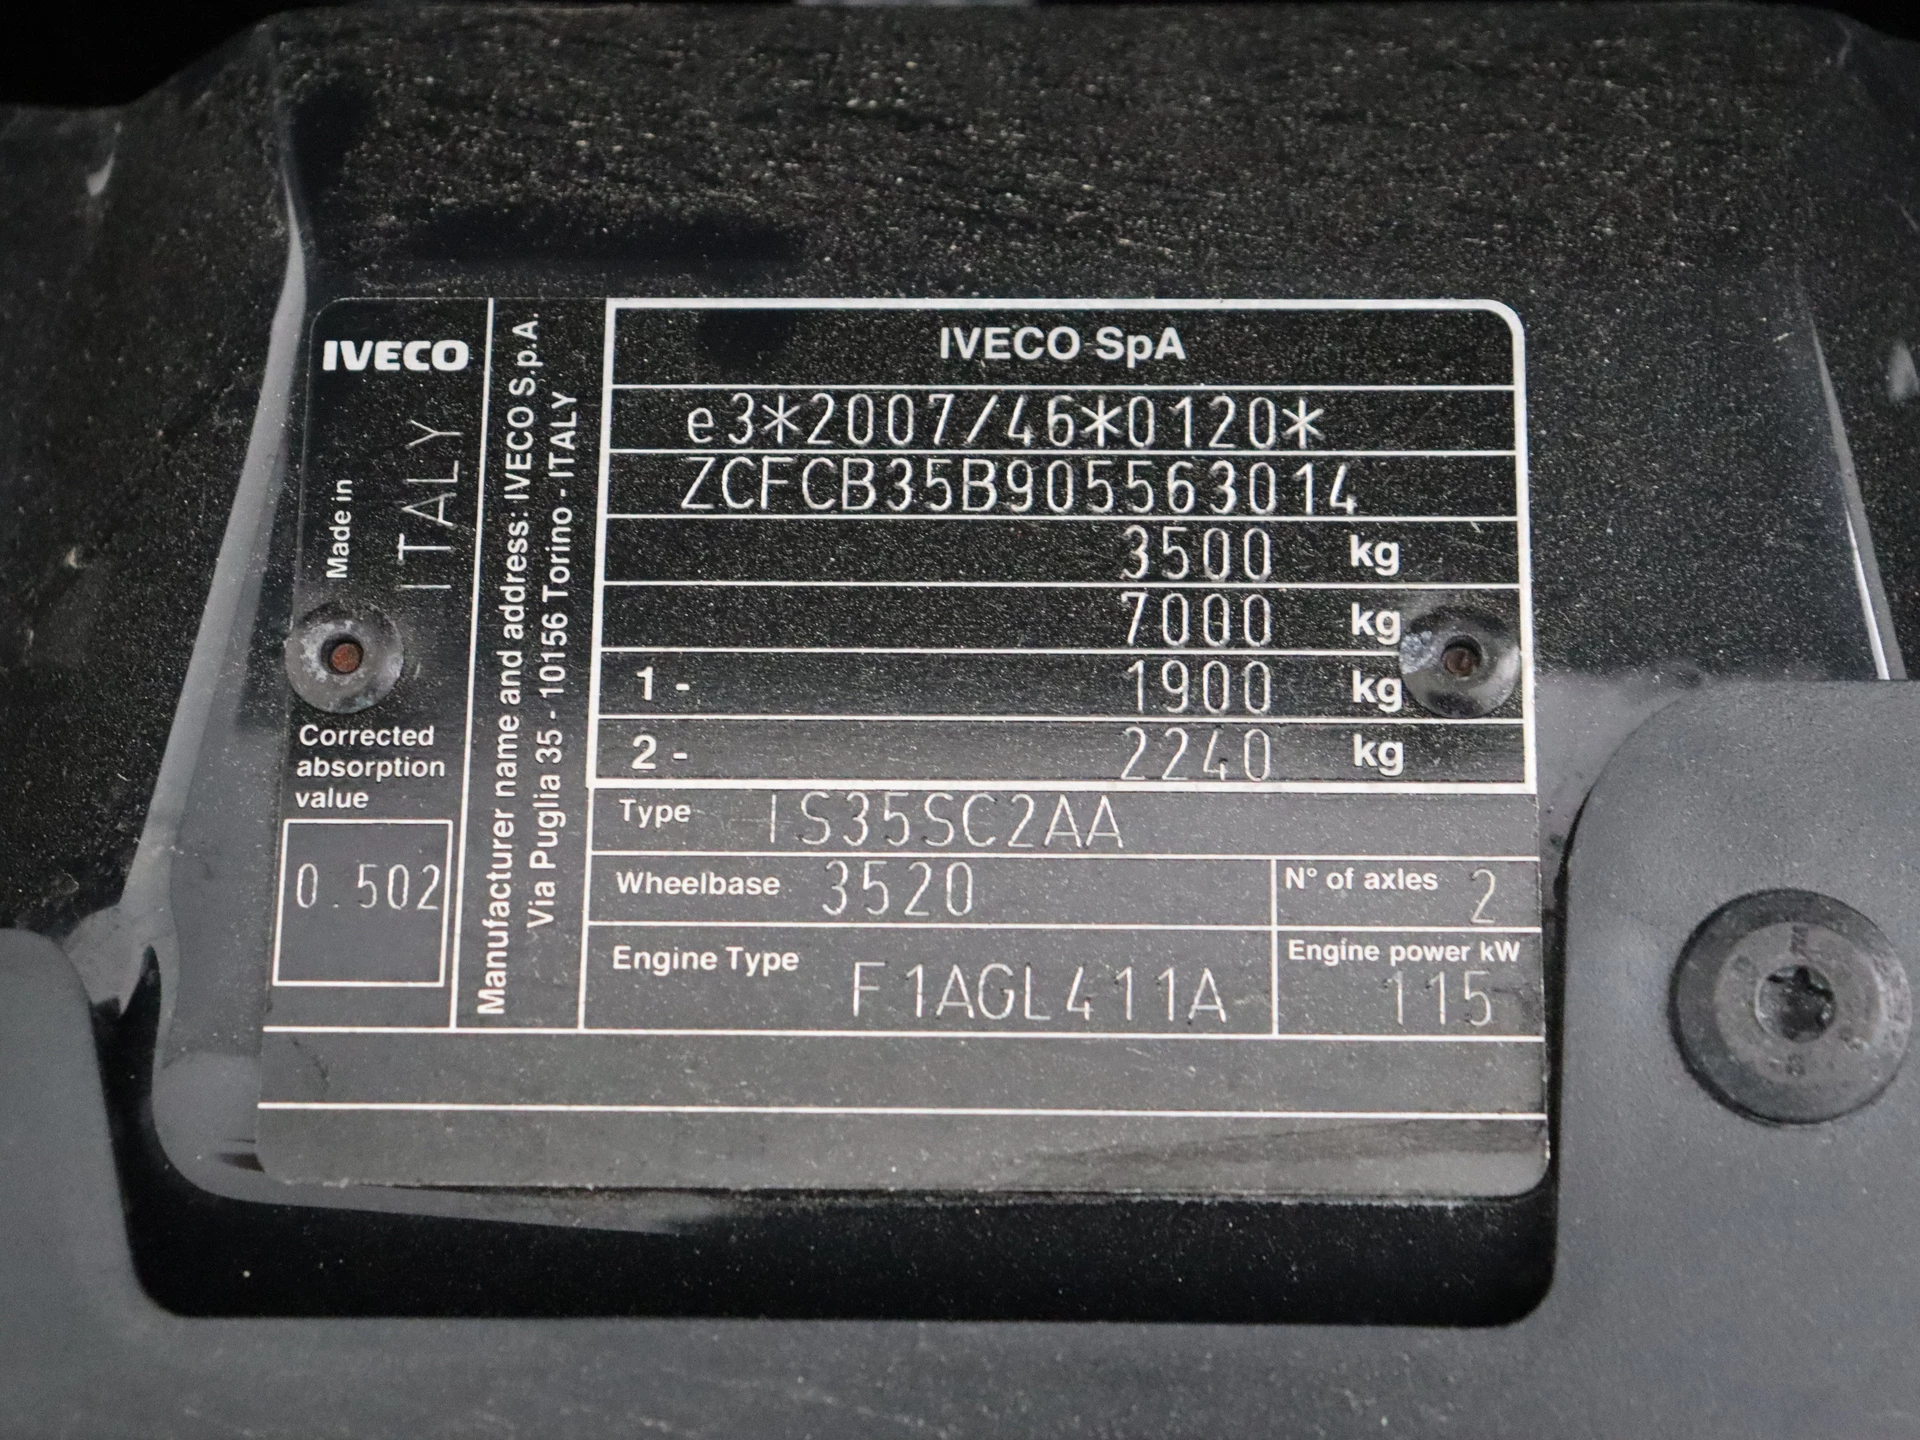 IVECO
Made in
ITALY
Corrected
absorption
value
0.502
Manufacturer name and address: IVECO S.p.A.
Via Puglia 35 - 10156 Torino - ITALY
IVECO SpA
e3*2007/46*0120*
ZCFCB35B905563014
3500 kg
7000 kg
1 - 1900 kg
2 - 2240 kg
Type IS35SC2AA
Wheelbase 3520 N° of axles 2
Engine Type F1AGL411A Engine power kW 115